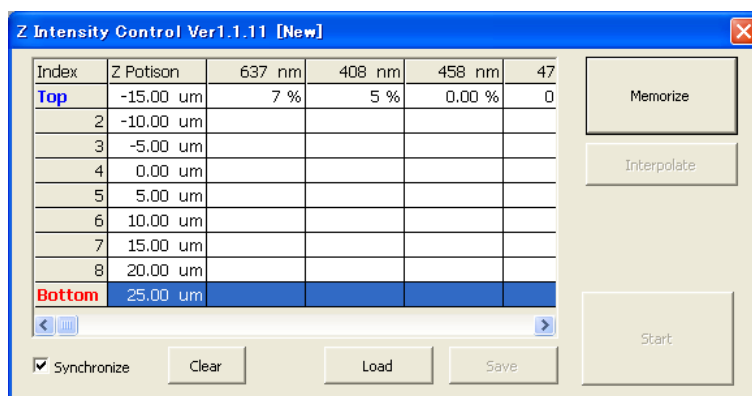 Z Intensity Control Ver1.1.11 [New]
Index Z Potison 637 nm 408 nm 458 nm 47
Top -15.00 um 7 % 5 % 0.00 % 0
2 -10.00 um
3 -5.00 um
4 0.00 um
5 5.00 um
6 10.00 um
7 15.00 um
8 20.00 um
Bottom 25.00 um
Memorize
Interpolate
Start
Synchronize Clear Load Save